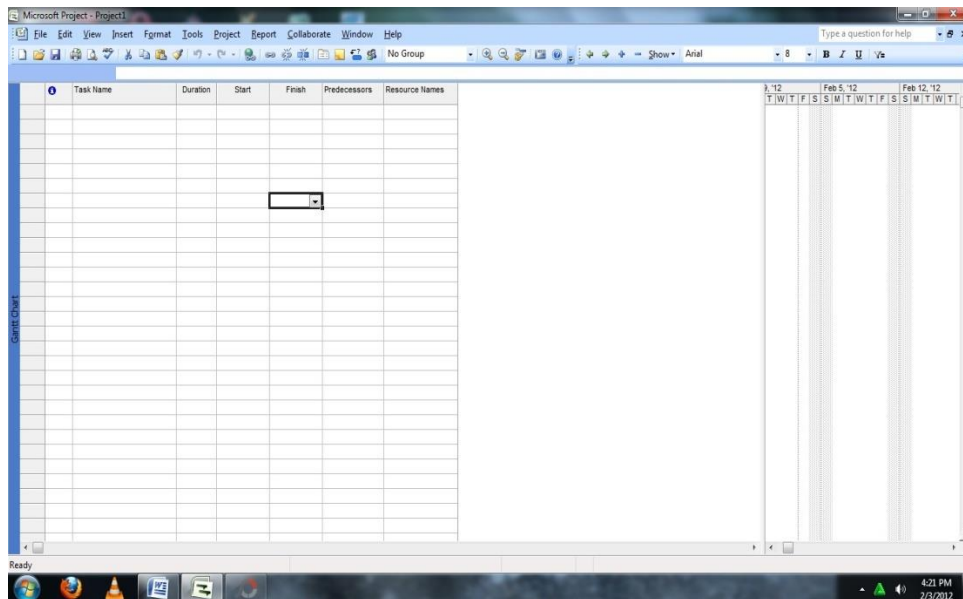 Microsoft Project - Project1
File Edit View Insert Format Tools Project Report Collaborate Window Help
Type a question for help
No Group Show Arial 8 B I U
Task Name Duration Start Finish Predecessors Resource Names
, '12 Feb 5, '12 Feb 12, '12
T W T F S S M T W T F S S M T W T
Gantt Chart
Ready
4:21 PM
2/3/2012